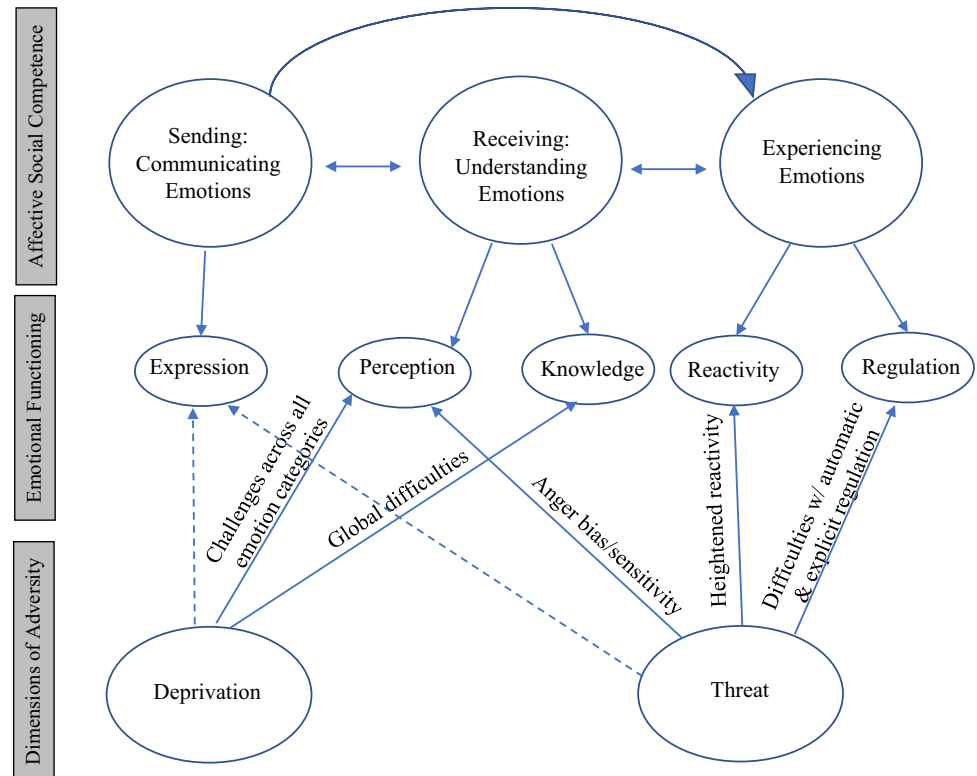 Affective Social Competence
Sending:
Communicating
Emotions
Receiving:
Understanding
Emotions
Experiencing
Emotions
Emotional Functioning
Expression
Perception
Knowledge
Reactivity
Regulation
Challenges across all
emotion categories
Global difficulties
Anger bias/sensitivity
Heightened reactivity
Difficulties w/ automatic
& explicit regulation
Dimensions of Adversity
Deprivation
Threat